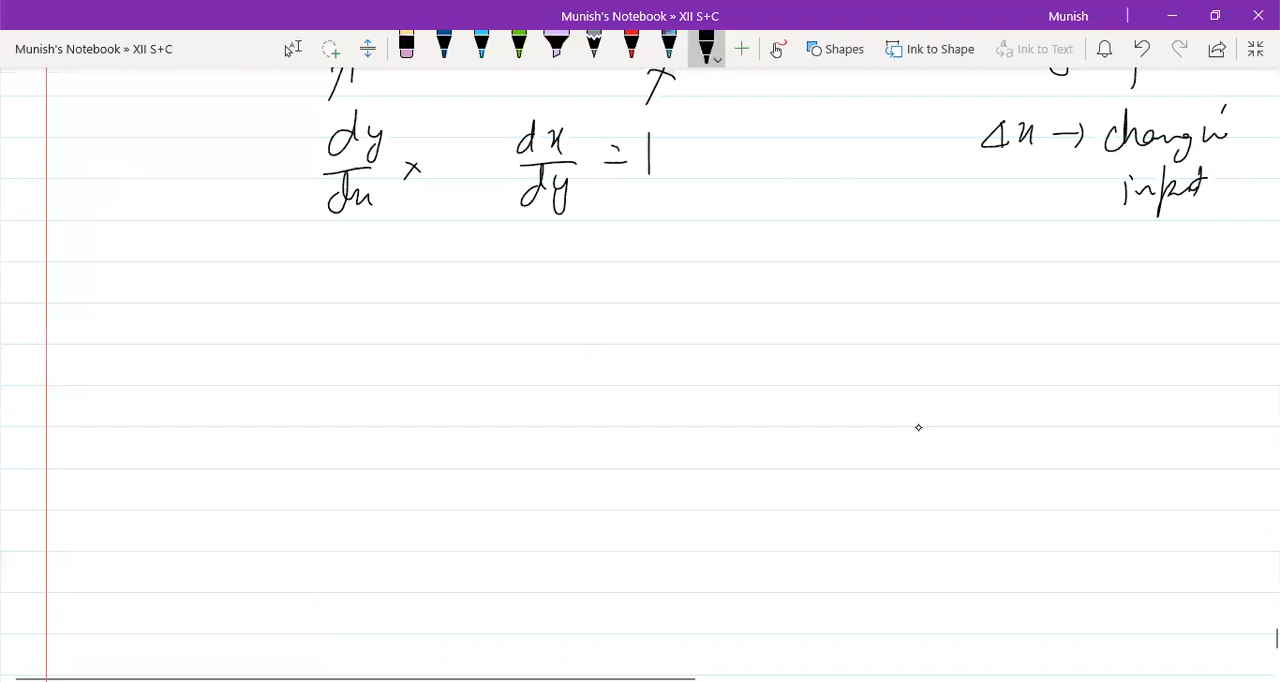 Munish's Notebook » XII S+C
Munish
Munish's Notebook » XII S+C
Shapes
Ink to Shape
Ink to Text
dy/dx × dx/dy = 1
Δx → change in
input